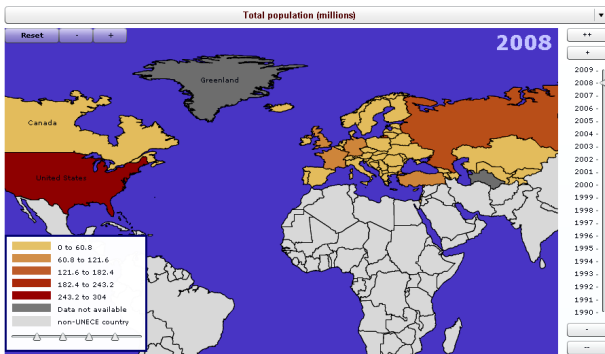 Total population (millions)
Reset - +
2008
Greenland
Canada
United States
0 to 60.8
60.8 to 121.6
121.6 to 182.4
182.4 to 243.2
243.2 to 304
Data not available
non-UNECE country
++
+
2009 -
2008 -
2007 -
2006 -
2005 -
2004 -
2003 -
2002 -
2001 -
2000 -
1999 -
1998 -
1997 -
1996 -
1995 -
1994 -
1993 -
1992 -
1991 -
1990 -
-
--